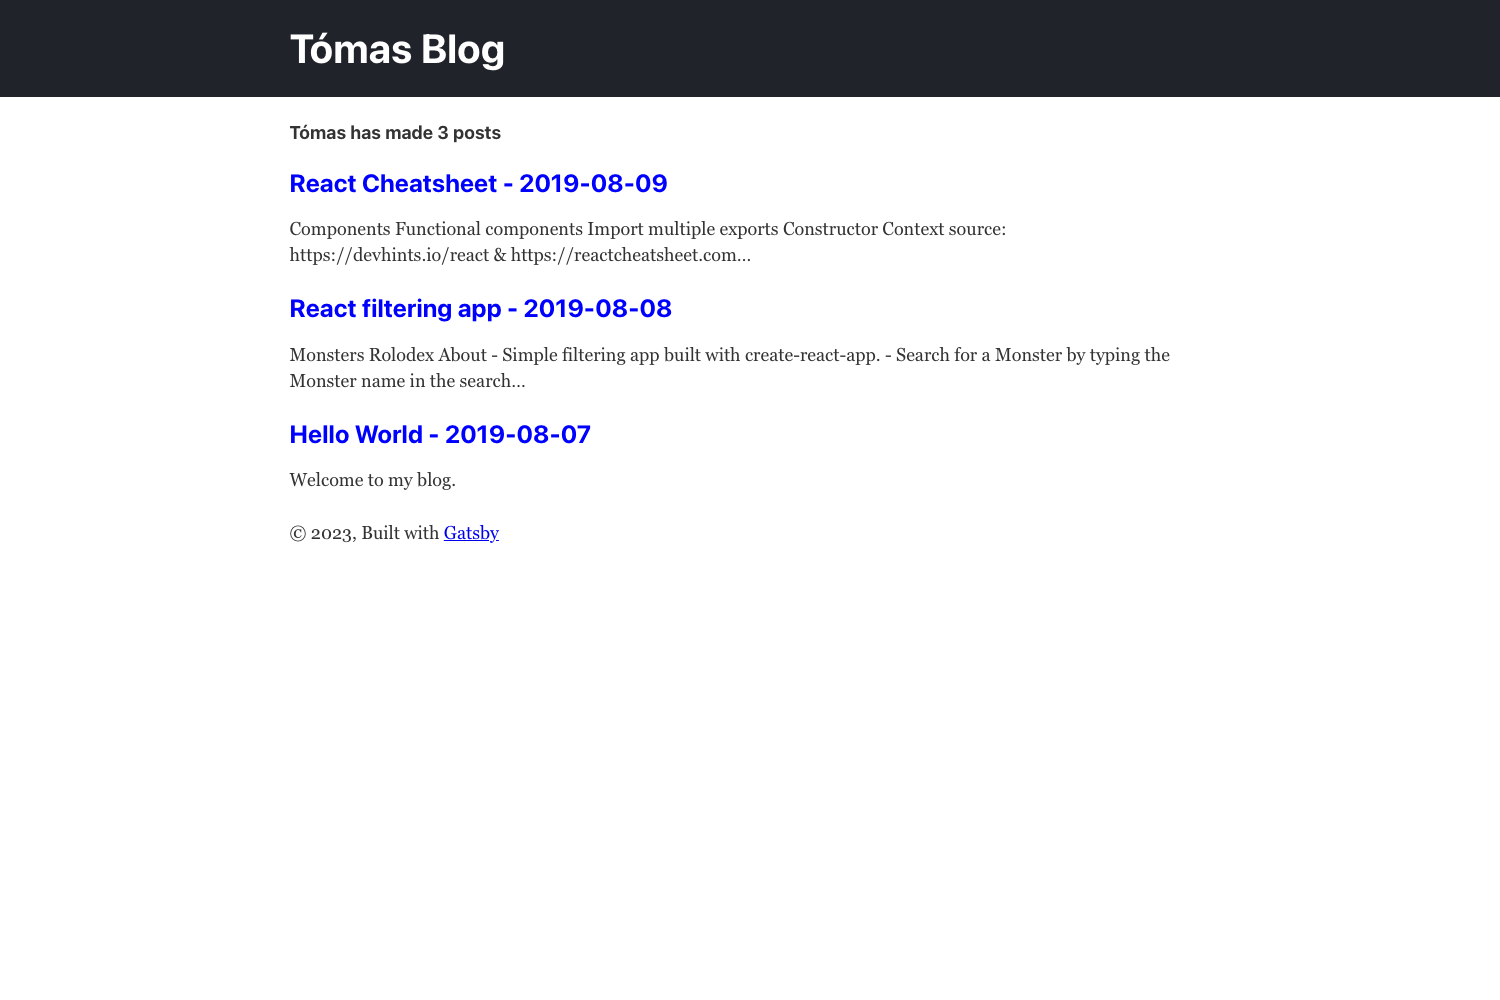 Tómas Blog
Tómas has made 3 posts
React Cheatsheet - 2019-08-09
Components Functional components Import multiple exports Constructor Context source:
https://devhints.io/react & https://reactcheatsheet.com…
React filtering app - 2019-08-08
Monsters Rolodex About - Simple filtering app built with create-react-app. - Search for a Monster by typing the
Monster name in the search…
Hello World - 2019-08-07
Welcome to my blog.
© 2023, Built with Gatsby